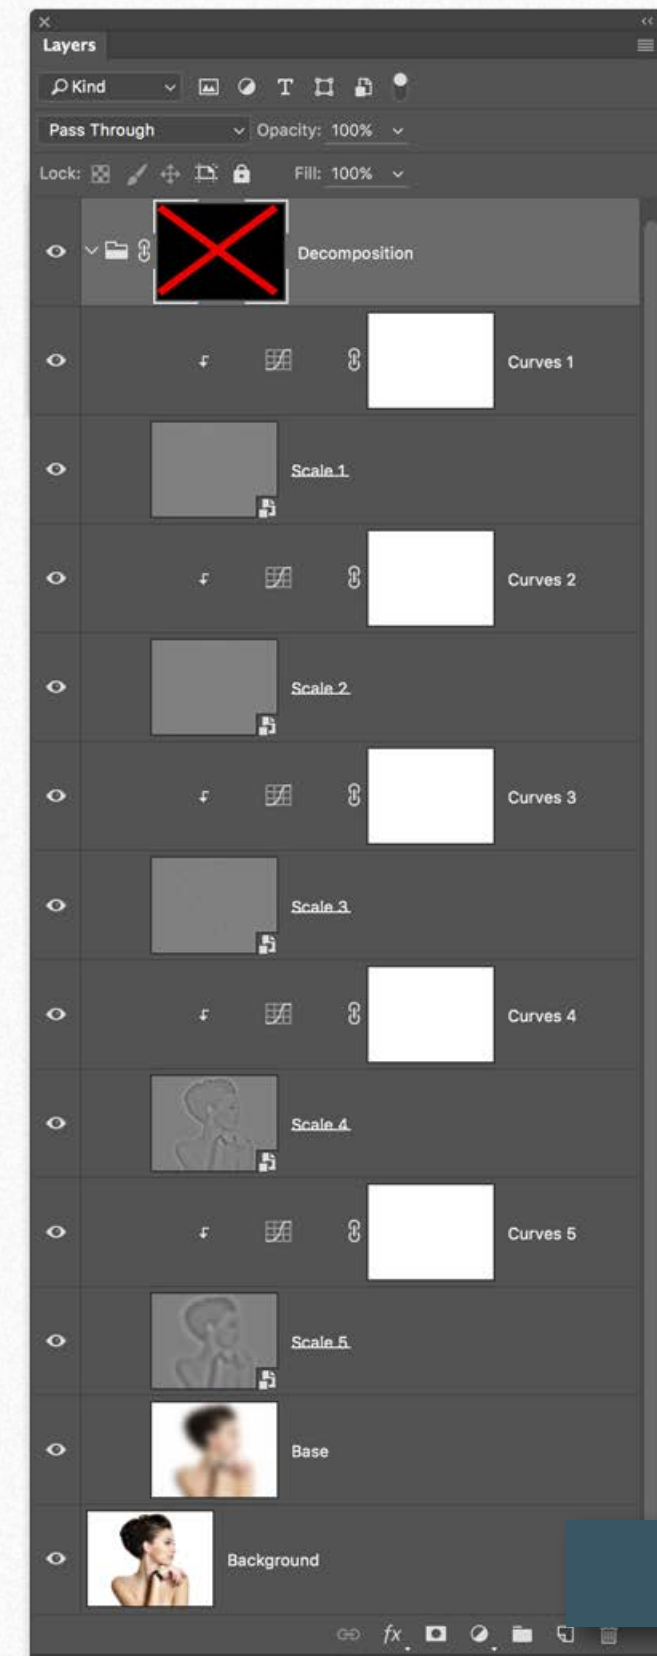 Layers
Kind
Pass Through Opacity: 100%
Lock: Fill: 100%
Decomposition
Curves 1
Scale 1
Curves 2
Scale 2
Curves 3
Scale 3
Curves 4
Scale 4
Curves 5
Scale 5
Base
Background
fx